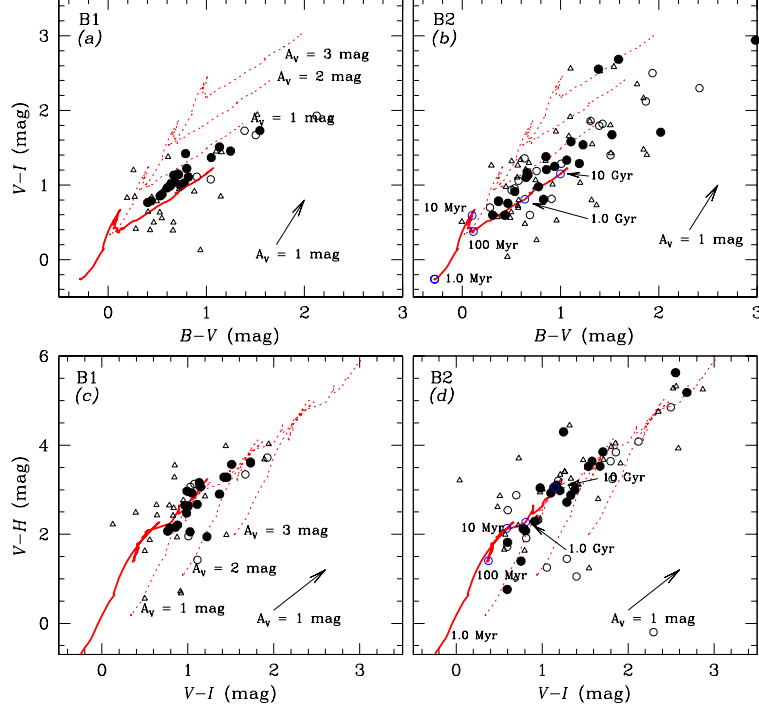 B1
(a)
A_V = 3 mag
A_V = 2 mag
A_V = 1 mag
A_V = 1 mag
3
2
1
0
V−I (mag)
0
1
2
3
B−V (mag)
B2
(b)
10 Gyr
1.0 Gyr
10 Myr
100 Myr
1.0 Myr
A_V = 1 mag
0
1
2
3
B−V (mag)
B1
(c)
A_V = 3 mag
A_V = 2 mag
A_V = 1 mag
A_V = 1 mag
6
4
2
0
V−H (mag)
0
1
2
3
V−I (mag)
B2
(d)
10 Gyr
10 Myr
1.0 Gyr
100 Myr
1.0 Myr
A_V = 1 mag
0
1
2
3
V−I (mag)